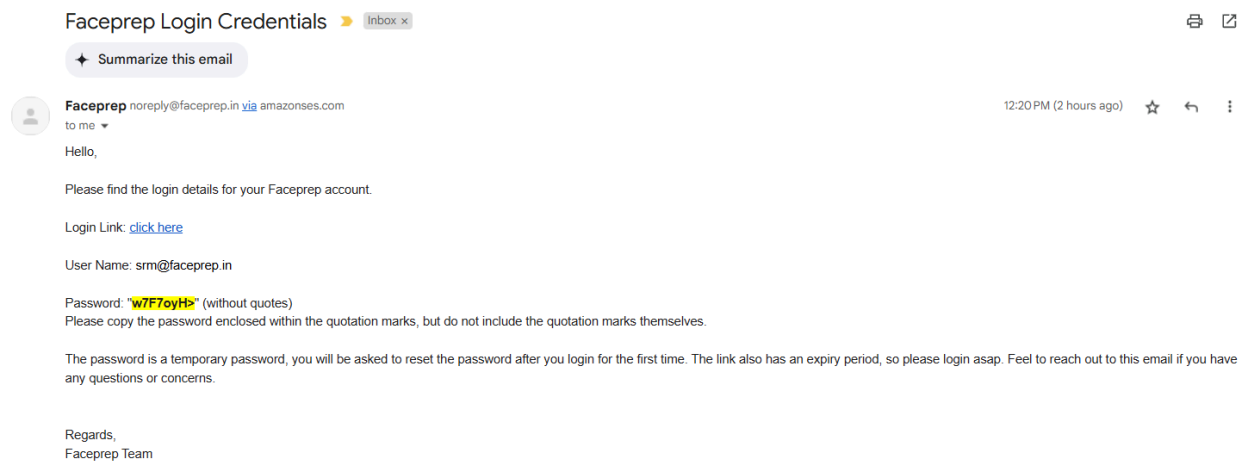 Faceprep Login Credentials Inbox ×
Summarize this email
Faceprep noreply@faceprep.in via amazonses.com 12:20 PM (2 hours ago)
to me
Hello,
Please find the login details for your Faceprep account.
Login Link: click here
User Name: srm@faceprep.in
Password: "w7F7oyH>" (without quotes)
Please copy the password enclosed within the quotation marks, but do not include the quotation marks themselves.
The password is a temporary password, you will be asked to reset the password after you login for the first time. The link also has an expiry period, so please login asap. Feel to reach out to this email if you have
any questions or concerns.
Regards,
Faceprep Team